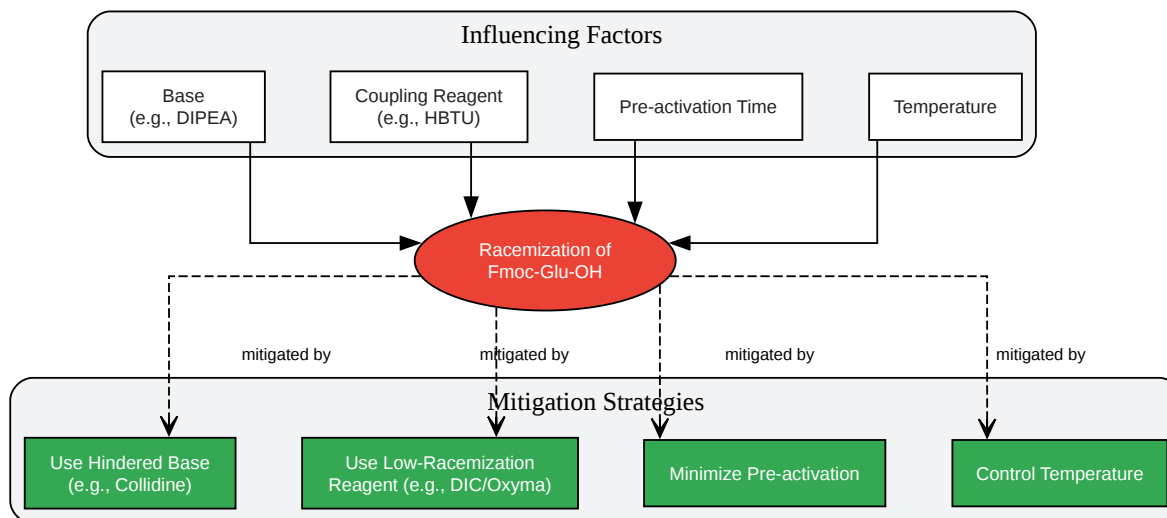 Influencing Factors
Base
(e.g., DIPEA)
Coupling Reagent
(e.g., HBTU)
Pre-activation Time
Temperature
Racemization of
Fmoc-Glu-OH
mitigated by
mitigated by
mitigated by
mitigated by
Mitigation Strategies
Use Hindered Base
(e.g., Collidine)
Use Low-Racemization
Reagent (e.g., DIC/Oxyma)
Minimize Pre-activation
Control Temperature